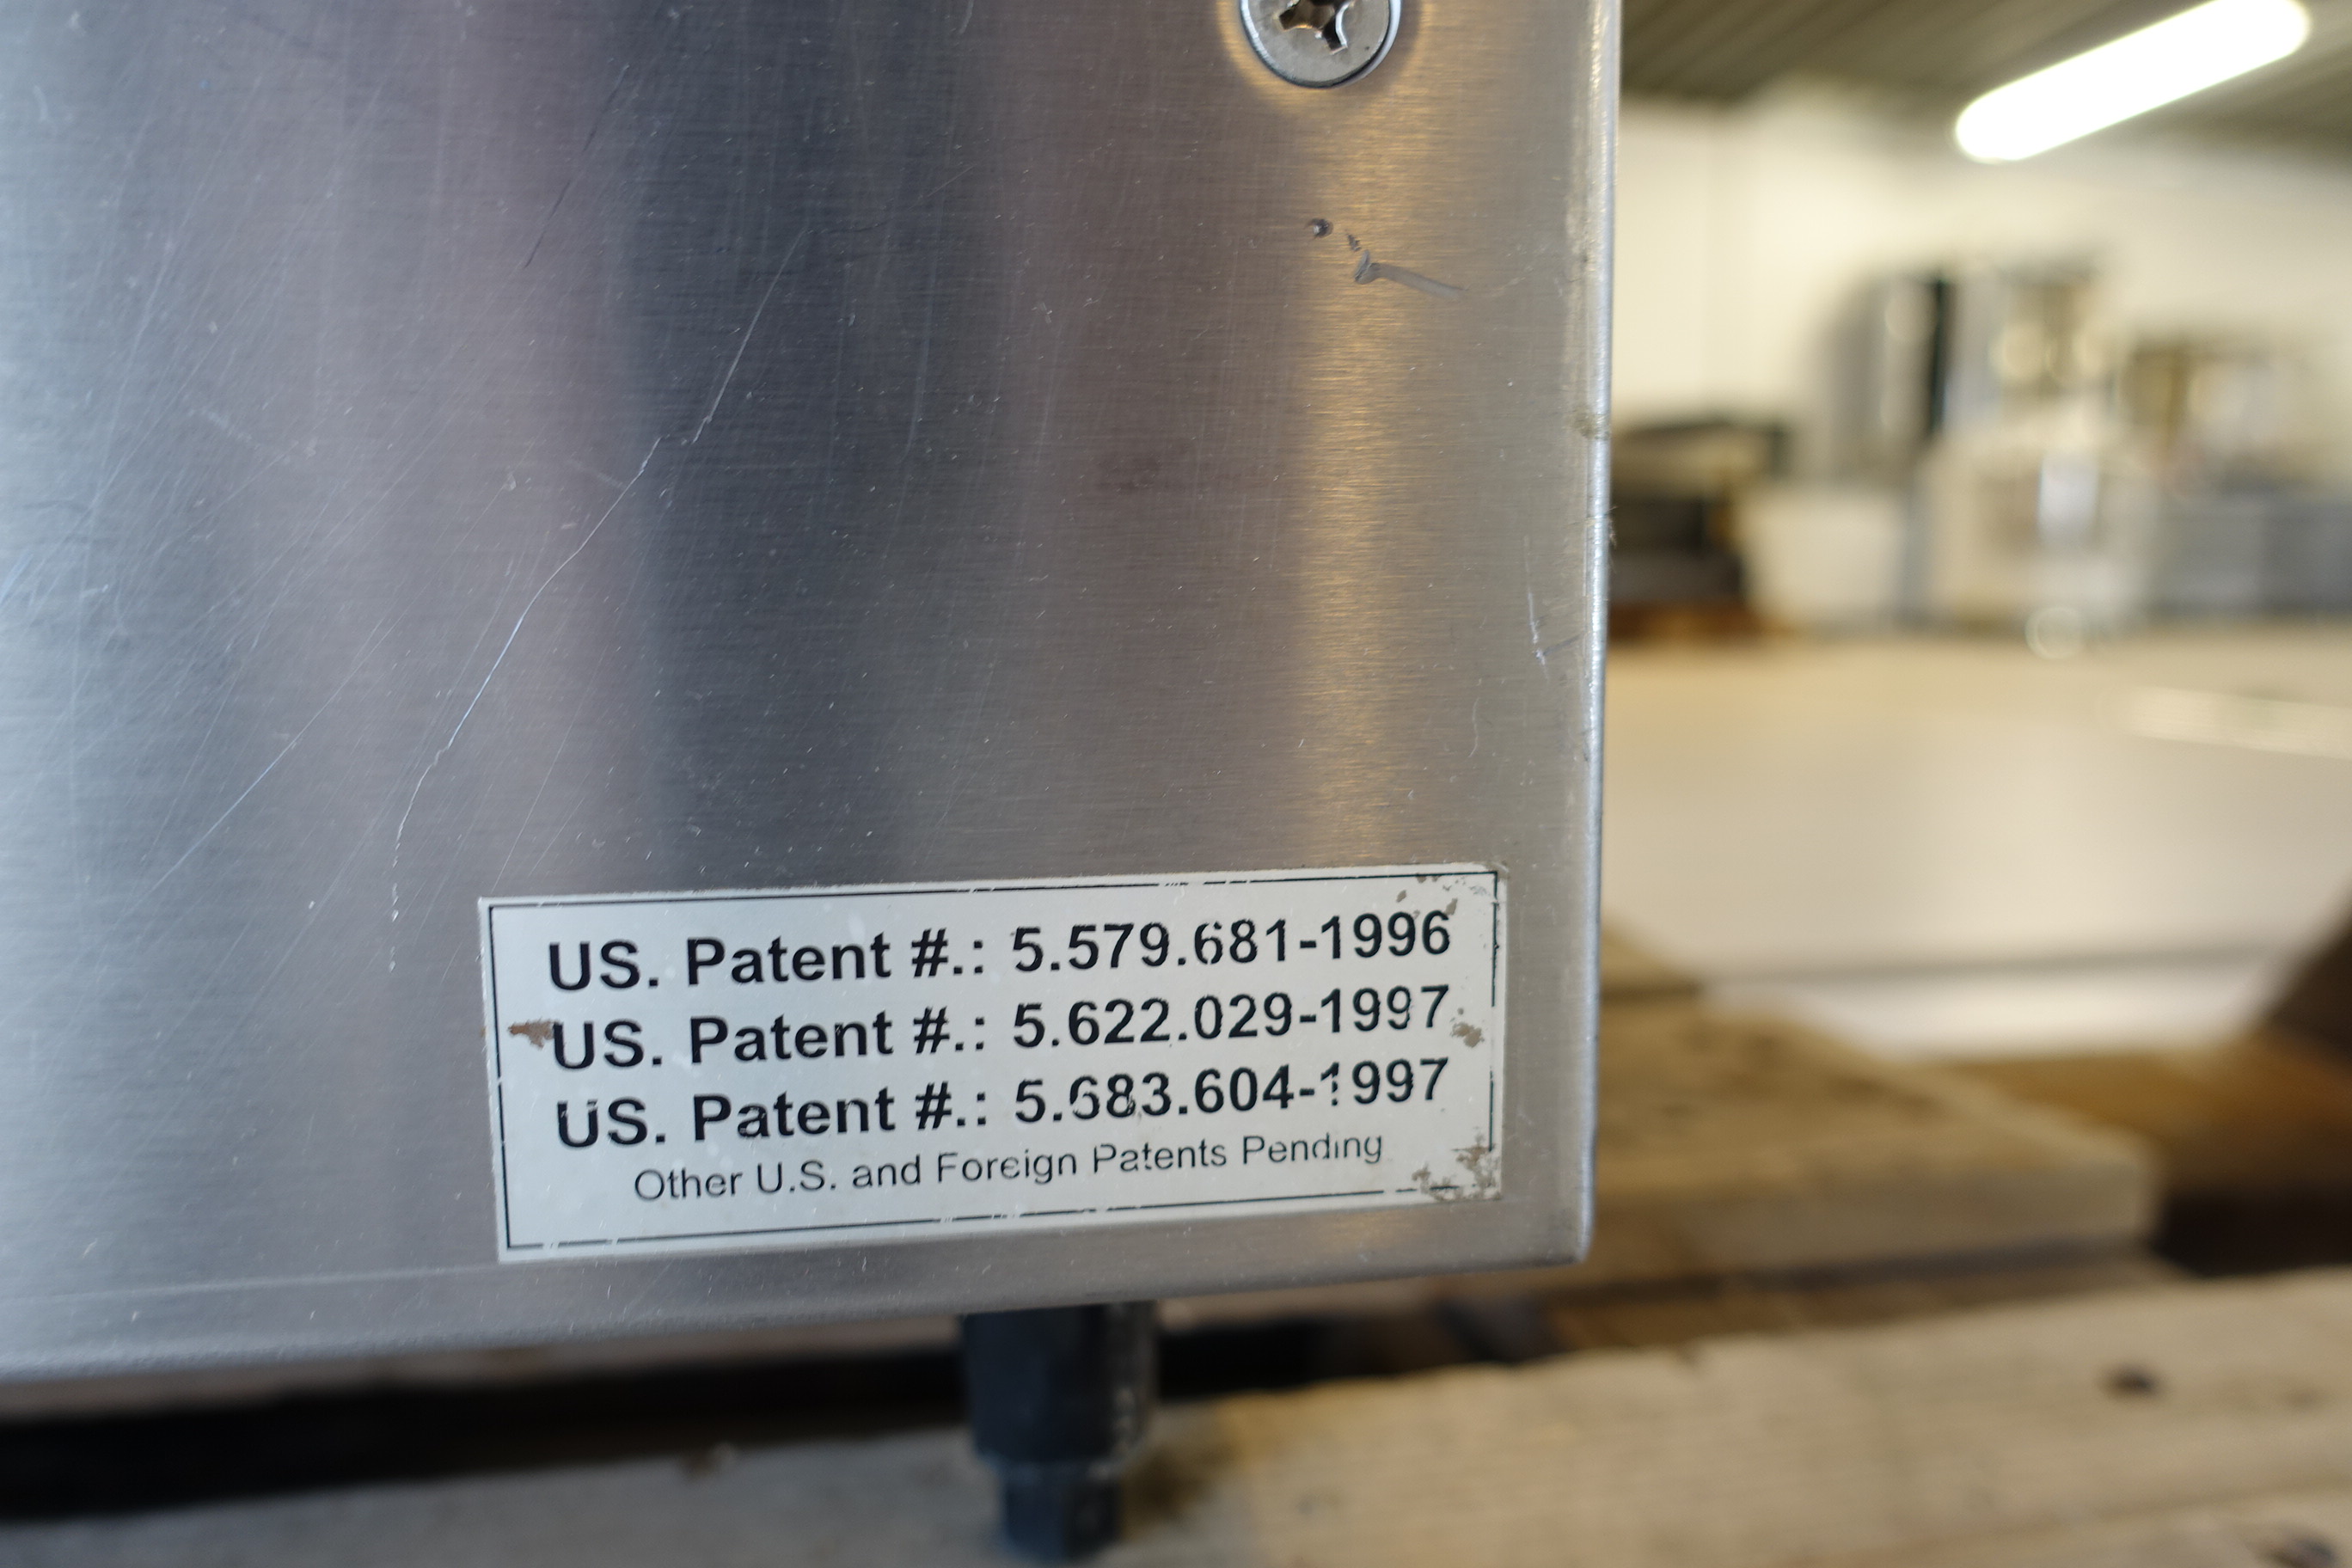 US. Patent #.: 5.579.681-1996
US. Patent #.: 5.622.029-1997
US. Patent #.: 5.683.604-1997
Other U.S. and Foreign Patents Pending